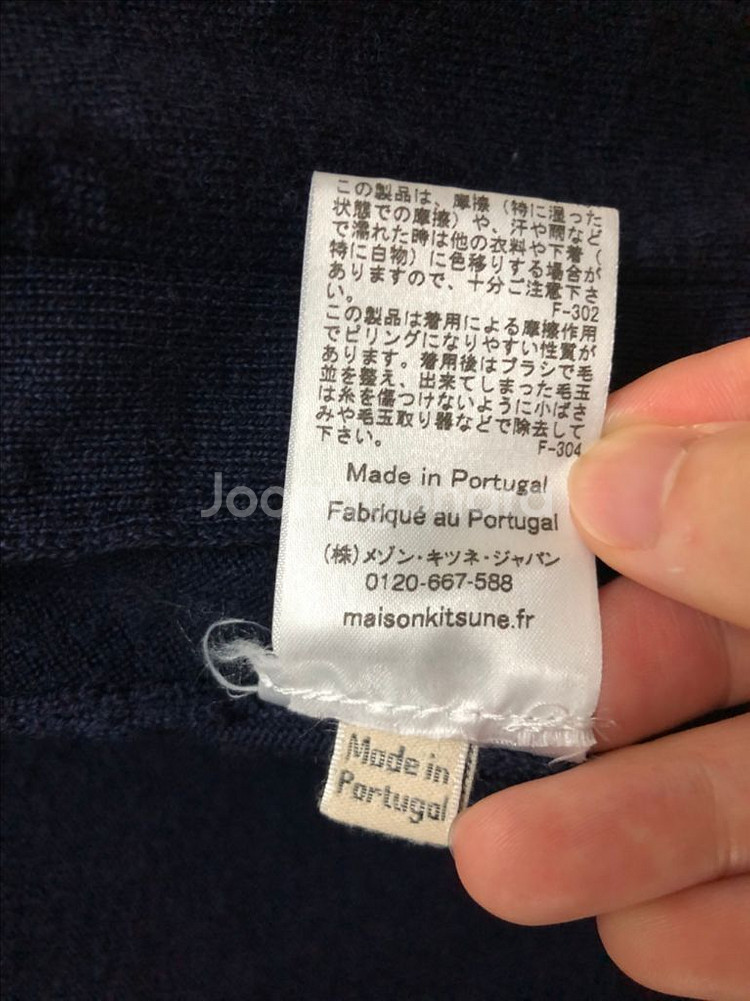 この製品は、摩擦（特に湿った
状態での摩擦）や、汗や雨など
で濡れた時は他の衣料や下着（
特に白物）に色移りする場合が
ありますので、十分ご注意下さ
い。
F-302
この製品は着用による摩擦作用
でピリングになりやすい性質が
あります。着用後はブラシで毛
並を整え、出来てしまった毛玉
は糸を傷つけないように小ばさ
みや毛玉取り器などで除去して
下さい。
F-304
Made in Portugal
Fabriqué au Portugal
(株)メゾン・キツネ・ジャパン
0120-667-588
maisonkitsune.fr
Made in
Portugal